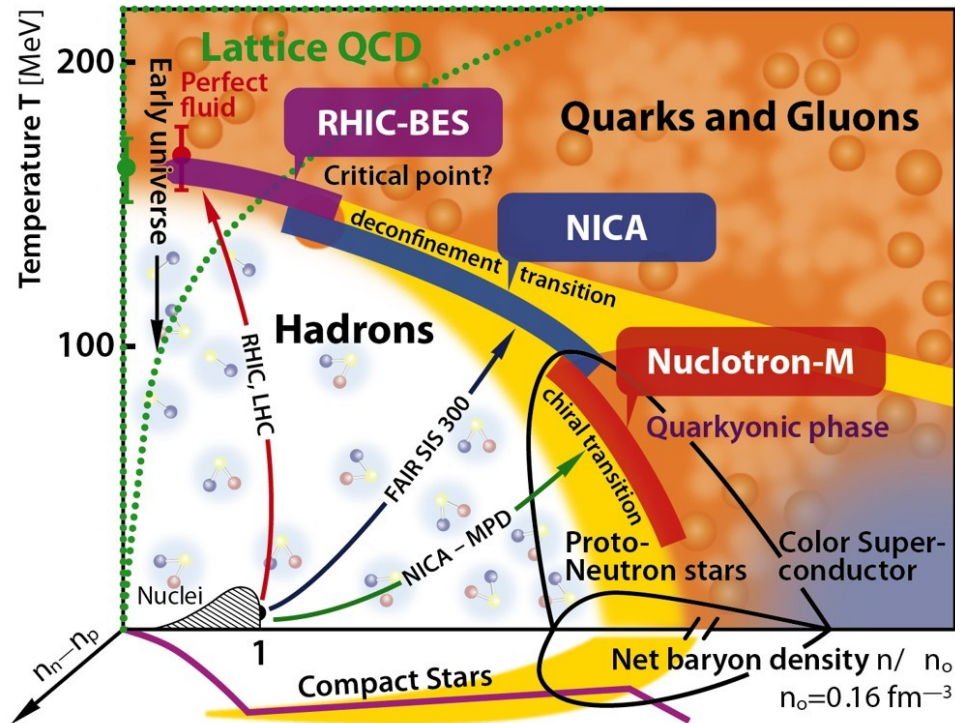 Temperature T [MeV]
200
100
Lattice QCD
Early universe
Perfect
fluid
RHIC-BES
Critical point?
Quarks and Gluons
NICA
deconfinement transition
Hadrons
Nuclotron-M
Quarkyonic phase
chiral transition
RHIC, LHC
FAIR SIS 300
NICA – MPD
Proto-
Neutron stars
Color Super-
conductor
Nuclei
1
nₙ–nₚ
Compact Stars
Net baryon density n/ nₒ
nₒ=0.16 fm⁻³